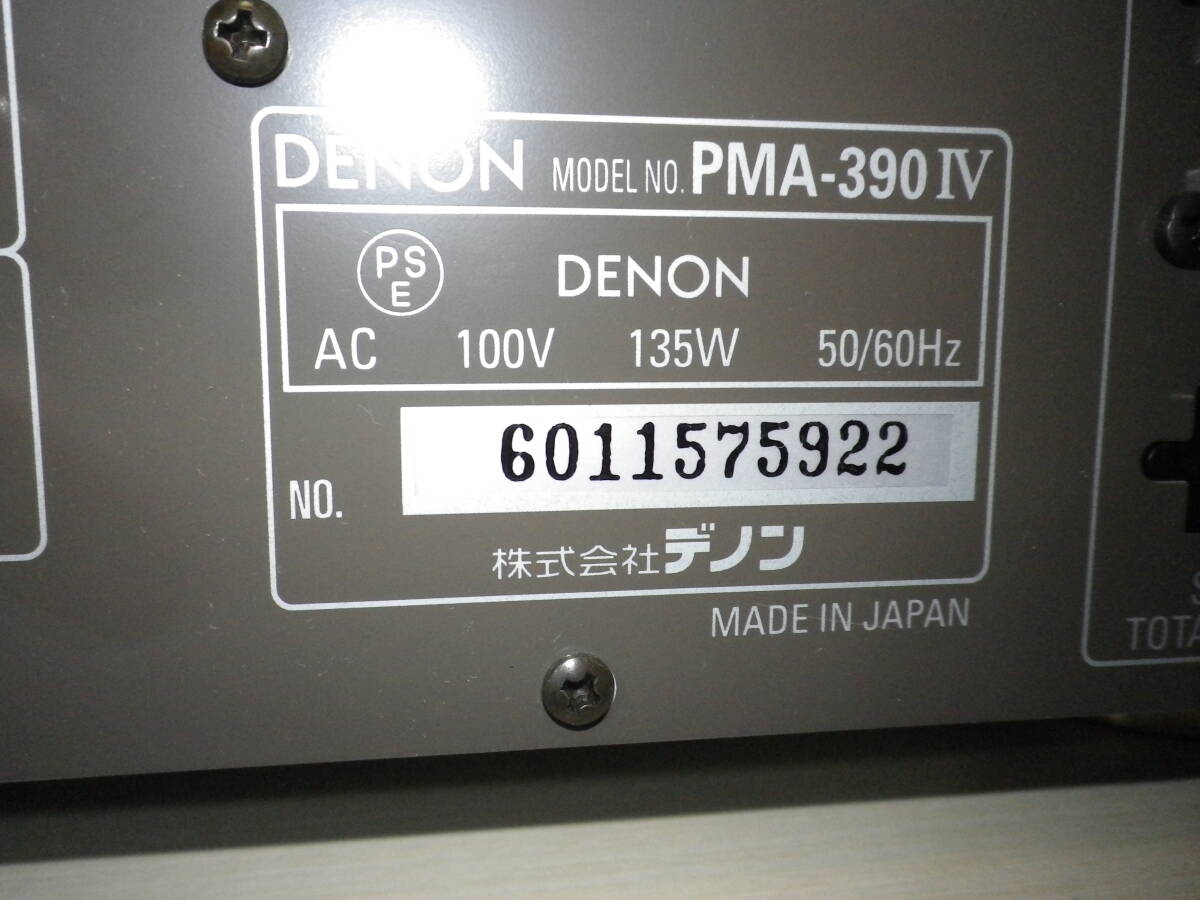 DENON MODEL NO. PMA-390 IV
PS
E
DENON
AC 100V 135W 50/60Hz
NO. 6011575922
株式会社デノン
MADE IN JAPAN